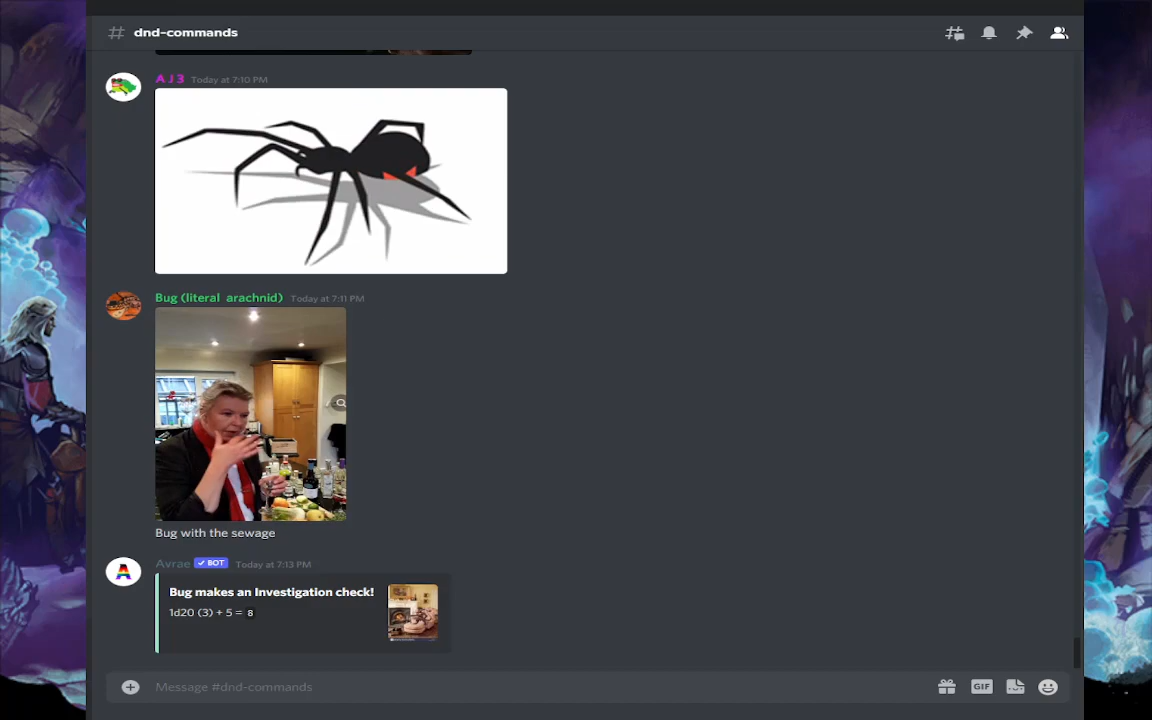 # dnd-commands
A J 3 Today at 7:10 PM
Bug (literal arachnid) Today at 7:11 PM
Bug with the sewage
Avrae ✓ BOT Today at 7:13 PM
Bug makes an Investigation check!
1d20 (3) + 5 = 8
Message #dnd-commands
GIF